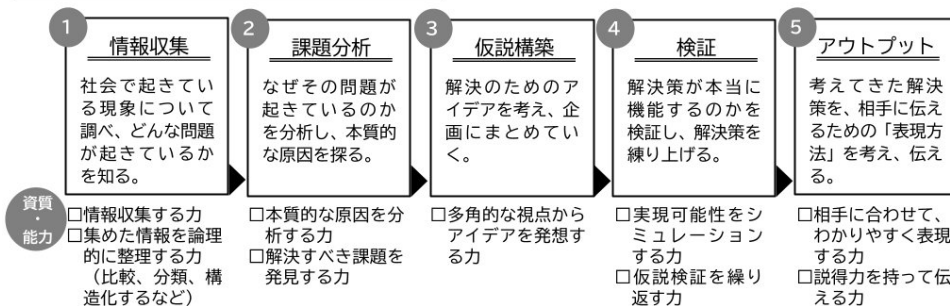 1
情報収集
社会で起きてい
る現象について
調べ、どんな問題
が起きているか
を知る。
2
課題分析
なぜその問題が
起きているのか
を分析し、本質的
な原因を探る。
3
仮説構築
解決のためのア
イデアを考え、企
画にまとめてい
く。
4
検証
解決策が本当に
機能するのかを
検証し、解決策を
練り上げる。
5
アウトプット
考えてきた解決
策を、相手に伝え
るための「表現方
法」を考え、伝え
る。
資質
・
能力
□情報収集する力
□集めた情報を論理
的に整理する力
（比較、分類、構
造化するなど）
□本質的な原因を分
析する力
□解決すべき課題を
発見する力
□多角的な視点から
アイデアを発想す
る力
□実現可能性をシ
ミュレーション
する力
□仮説検証を繰り
返す力
□相手に合わせて、
わかりやすく表現
する力
□説得力を持って伝
える力